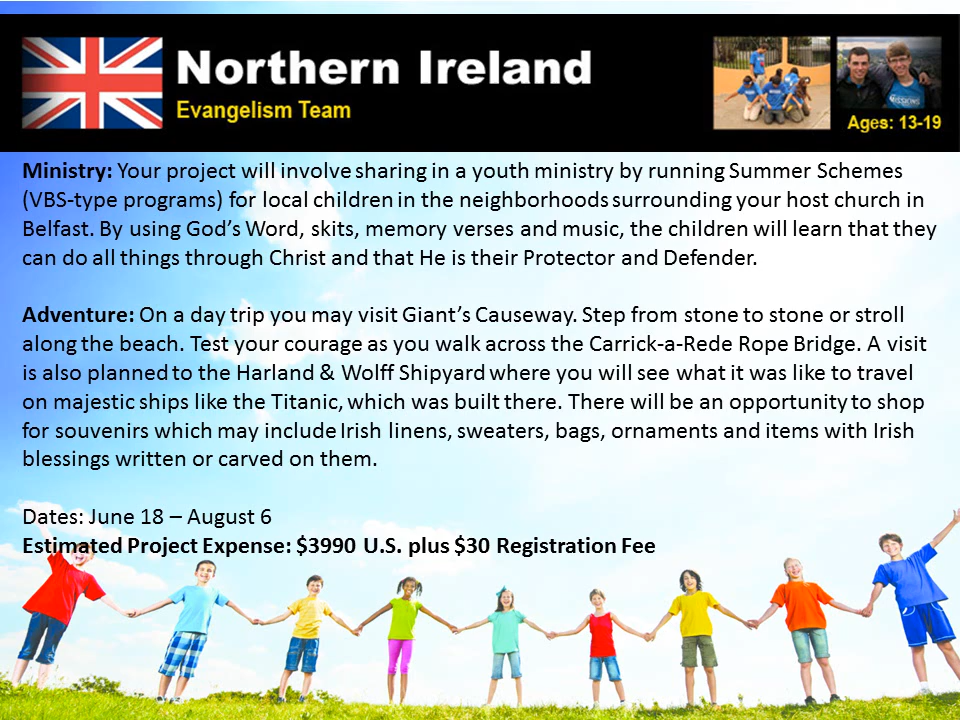 Northern Ireland
Evangelism Team
Ages: 13-19
Ministry: Your project will involve sharing in a youth ministry by running Summer Schemes
(VBS-type programs) for local children in the neighborhoods surrounding your host church in
Belfast. By using God’s Word, skits, memory verses and music, the children will learn that they
can do all things through Christ and that He is their Protector and Defender.
Adventure: On a day trip you may visit Giant’s Causeway. Step from stone to stone or stroll
along the beach. Test your courage as you walk across the Carrick-a-Rede Rope Bridge. A visit
is also planned to the Harland & Wolff Shipyard where you will see what it was like to travel
on majestic ships like the Titanic, which was built there. There will be an opportunity to shop
for souvenirs which may include Irish linens, sweaters, bags, ornaments and items with Irish
blessings written or carved on them.
Dates: June 18 – August 6
Estimated Project Expense: $3990 U.S. plus $30 Registration Fee